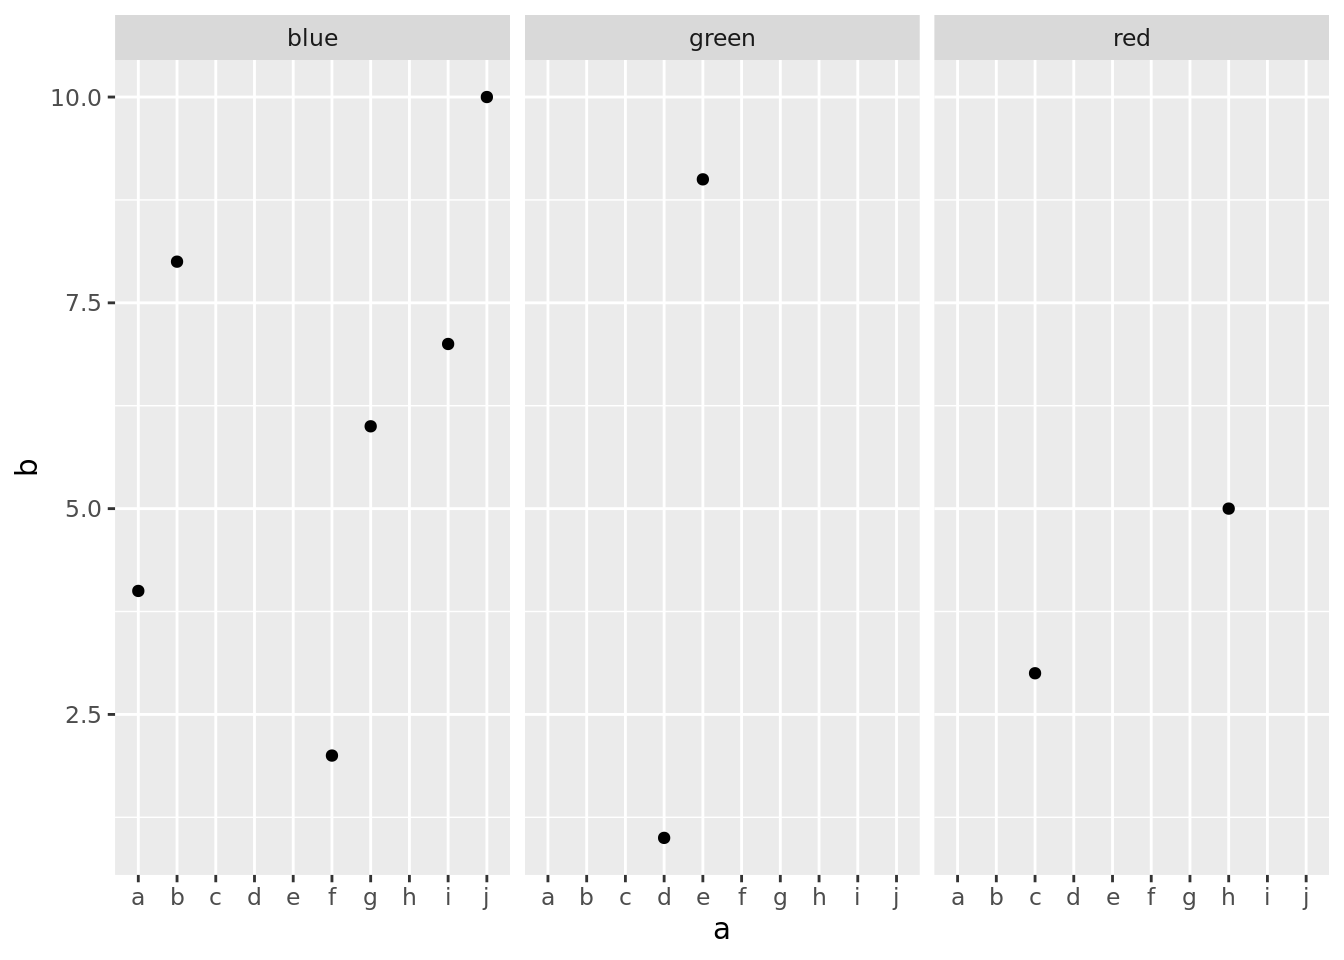 blue green red
10.0
7.5
5.0
2.5
b
a b c d e f g h i j a b c d e f g h i j a b c d e f g h i j
a